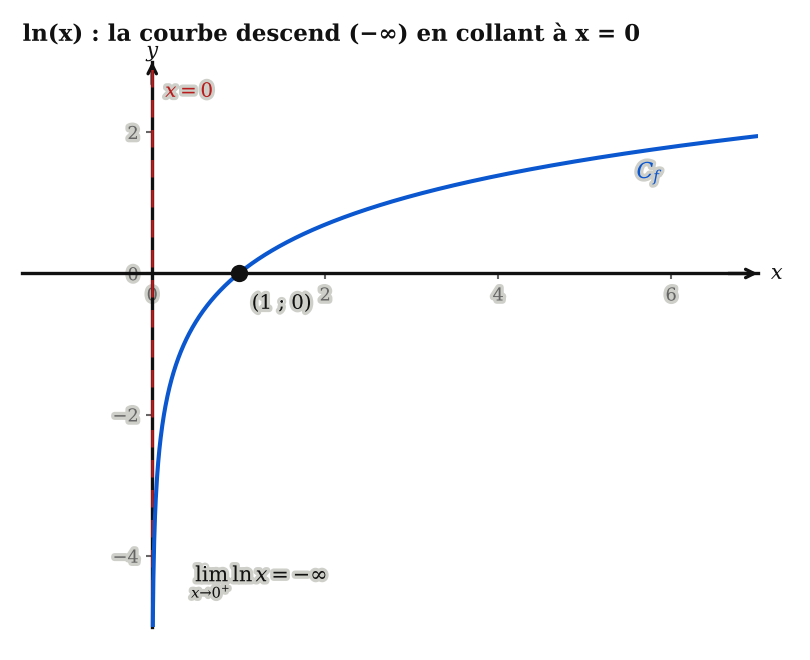 ln(x) : la courbe descend (−∞) en collant à x = 0
y
x = 0
2
C_f
0
x
0
(1 ; 0)
2
4
6
−2
−4
lim ln x = −∞
x→0⁺